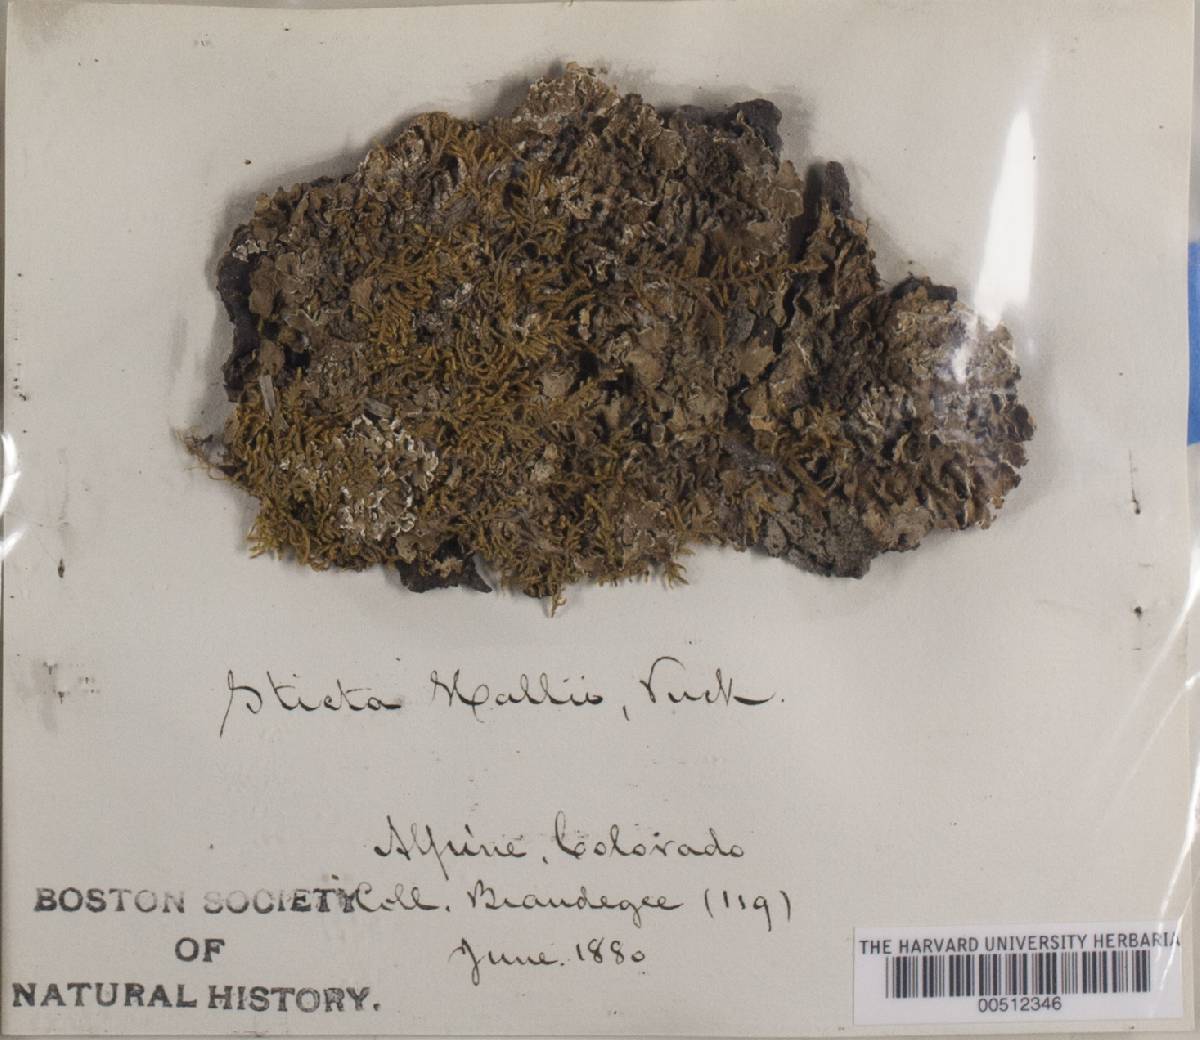 Sticta Hallii, Tuck.
Alpine, Colorado
Coll. Brandegee (119)
June. 1880
BOSTON SOCIETY
OF
NATURAL HISTORY.
THE HARVARD UNIVERSITY HERBARIA
00512346